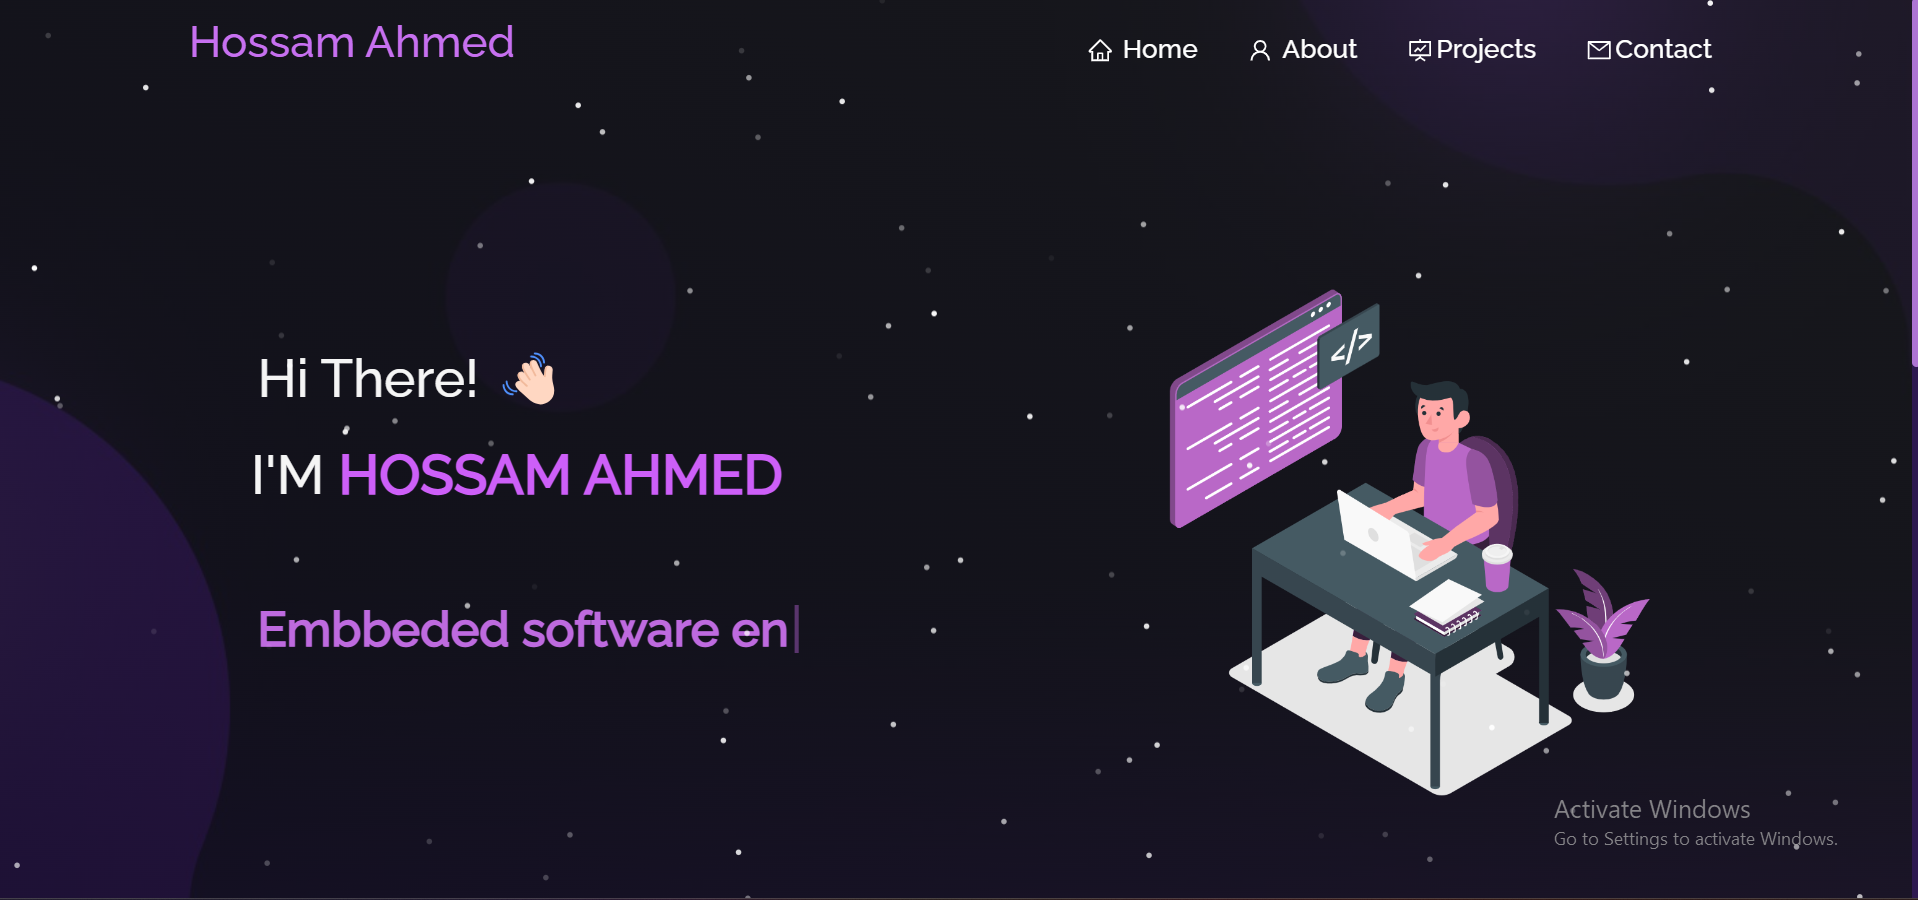 Hossam Ahmed
Home About Projects Contact
Hi There!
I'M HOSSAM AHMED
Embbeded software en
</>
Activate Windows
Go to Settings to activate Windows.